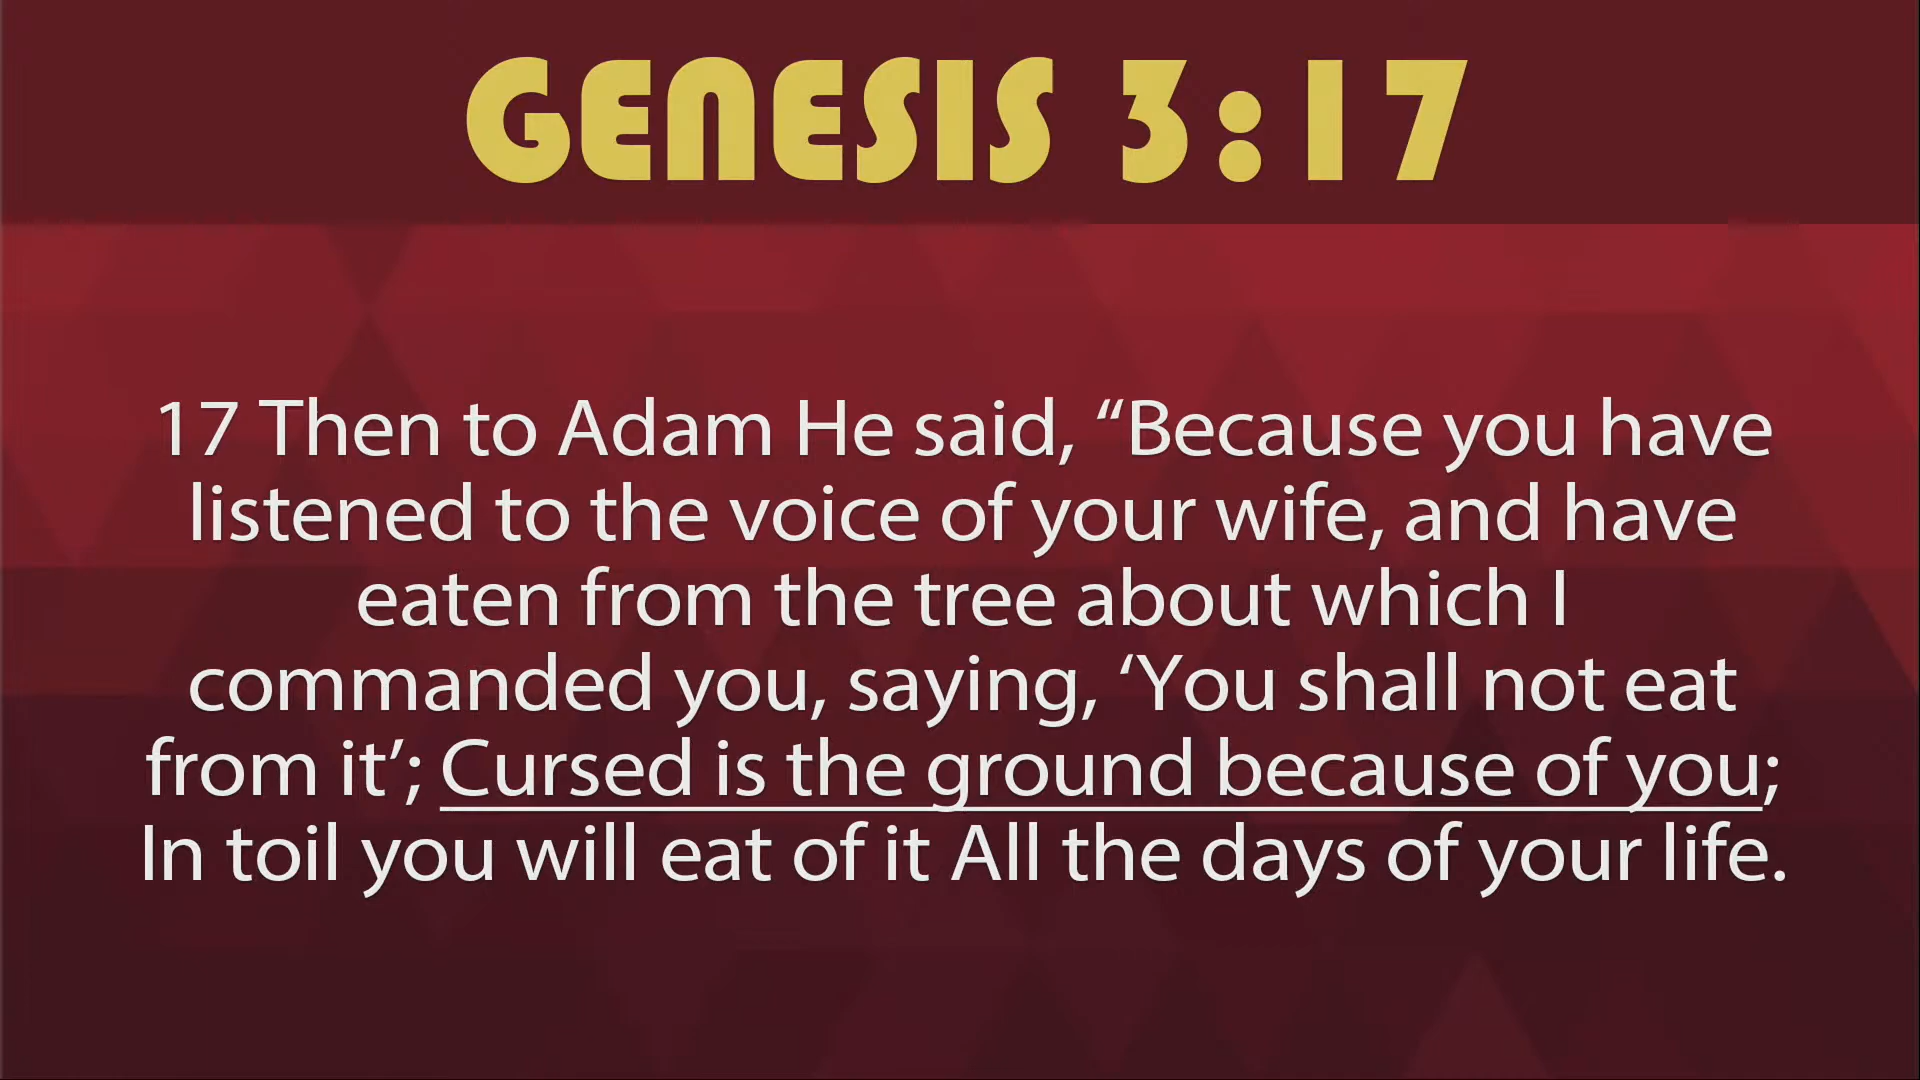 GENESIS 3:17
17 Then to Adam He said, “Because you have
listened to the voice of your wife, and have
eaten from the tree about which I
commanded you, saying, ‘You shall not eat
from it’; Cursed is the ground because of you;
In toil you will eat of it All the days of your life.